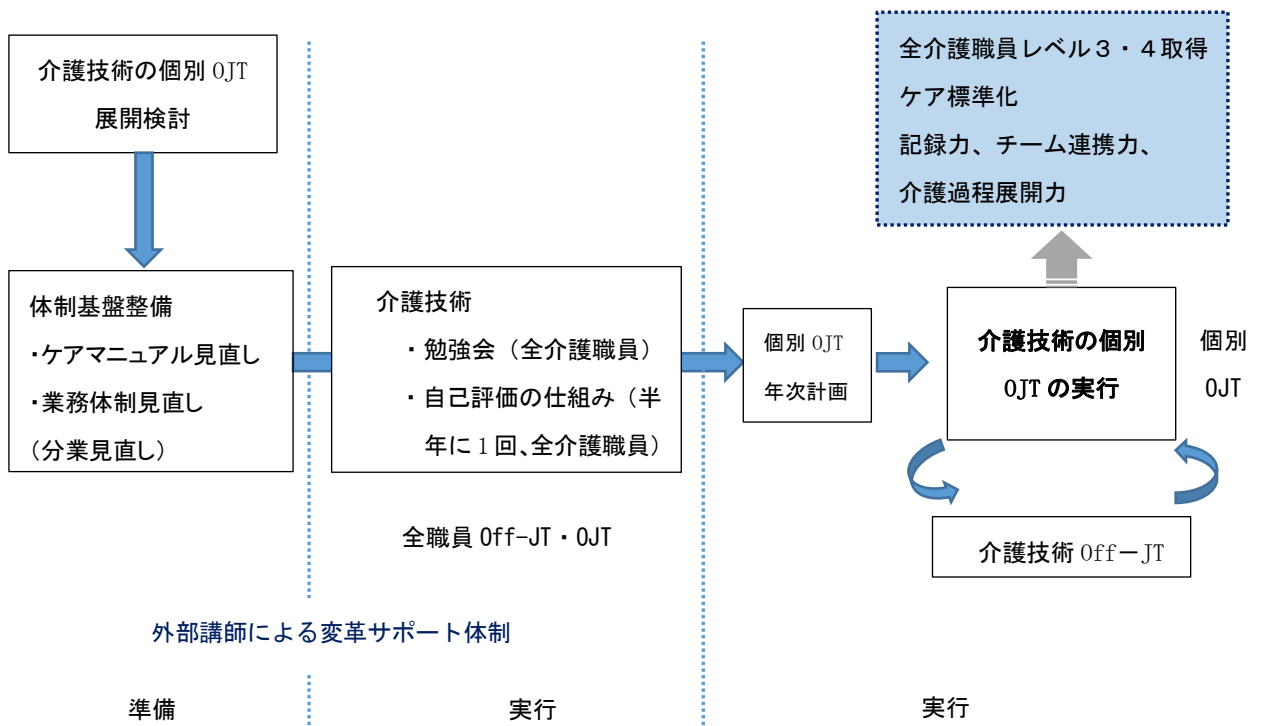 介護技術の個別 OJT
展開検討
体制基盤整備
・ケアマニュアル見直し
・業務体制見直し
（分業見直し）
介護技術
・勉強会（全介護職員）
・自己評価の仕組み（半
年に１回、全介護職員）
全職員 Off-JT・OJT
外部講師による変革サポート体制
個別 OJT
年次計画
全介護職員レベル３・４取得
ケア標準化
記録力、チーム連携力、
介護過程展開力
介護技術の個別
OJT の実行
個別
OJT
介護技術 Off－JT
準備
実行
実行